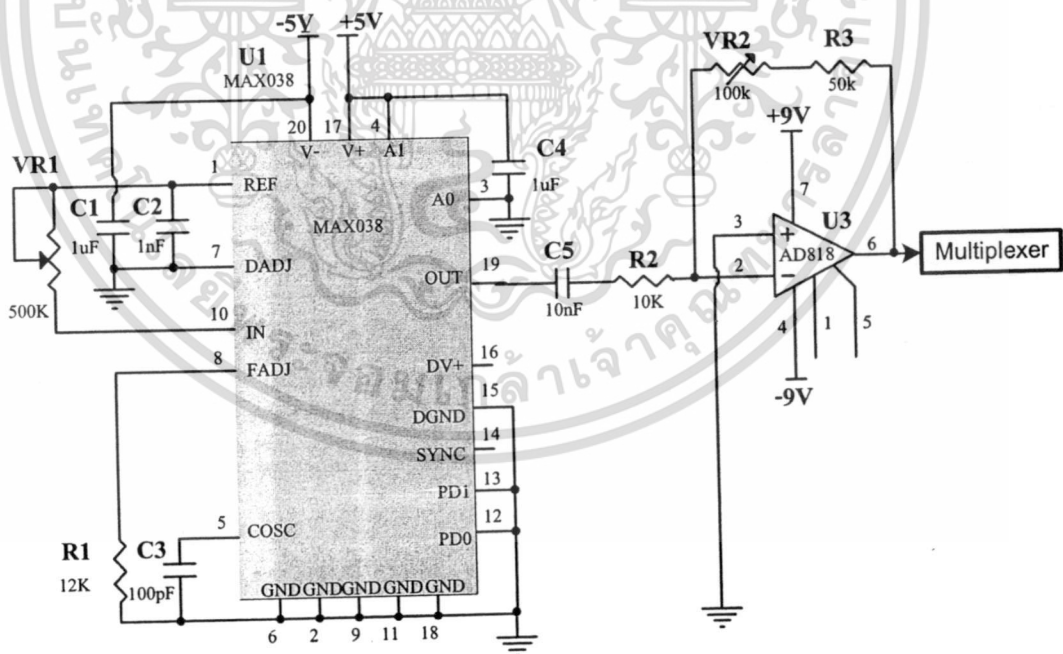 -5V +5V
U1
MAX038
VR2 R3
100k 50k
+9V
20 17 4
V- V+ A1
C4
1uF
VR1
1 REF
3 A0
7
C1 C2
1uF 1nF
MAX038
3 U3
AD818 6 Multiplexer
7 DADJ
OUT 19
C5 R2
10nF 10K
2
4 1 5
500K
10 IN
8 FADJ
DV+ 16
-9V
DGND 15
SYNC 14
PD1 13
PD0 12
5 COSC
R1 C3
12K 100pF
GND GND GND GND GND
6 2 9 11 18